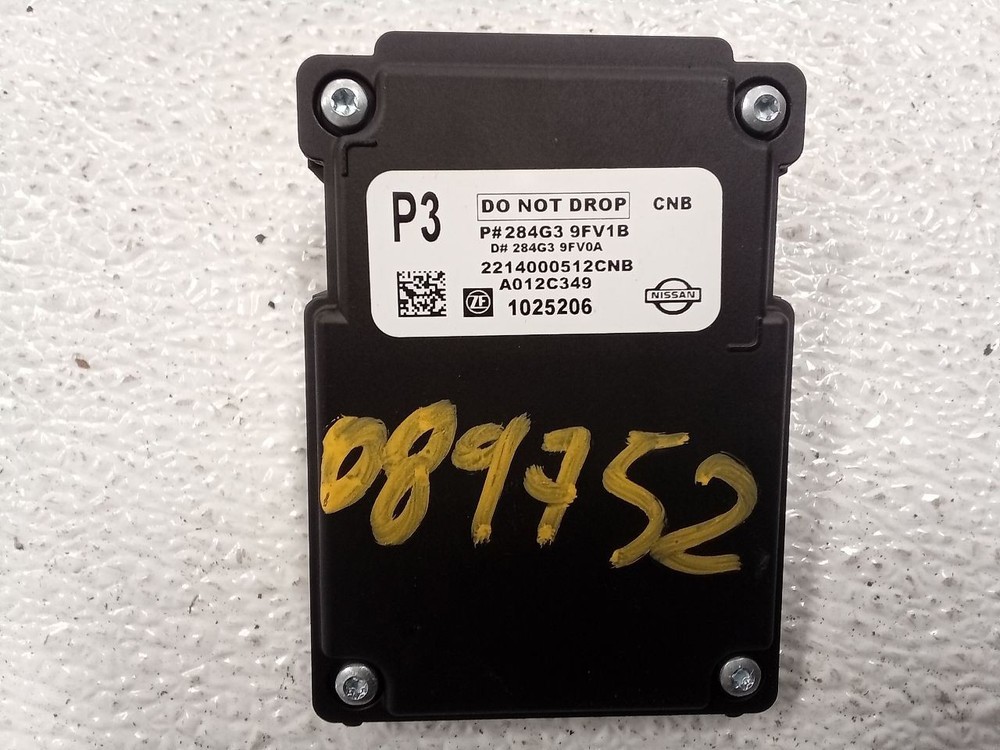 P3
DO NOT DROP
CNB
P# 284G3 9FV1B
D# 284G3 9FV0A
2214000512CNB
A012C349
ZF
1025206
NISSAN
089752